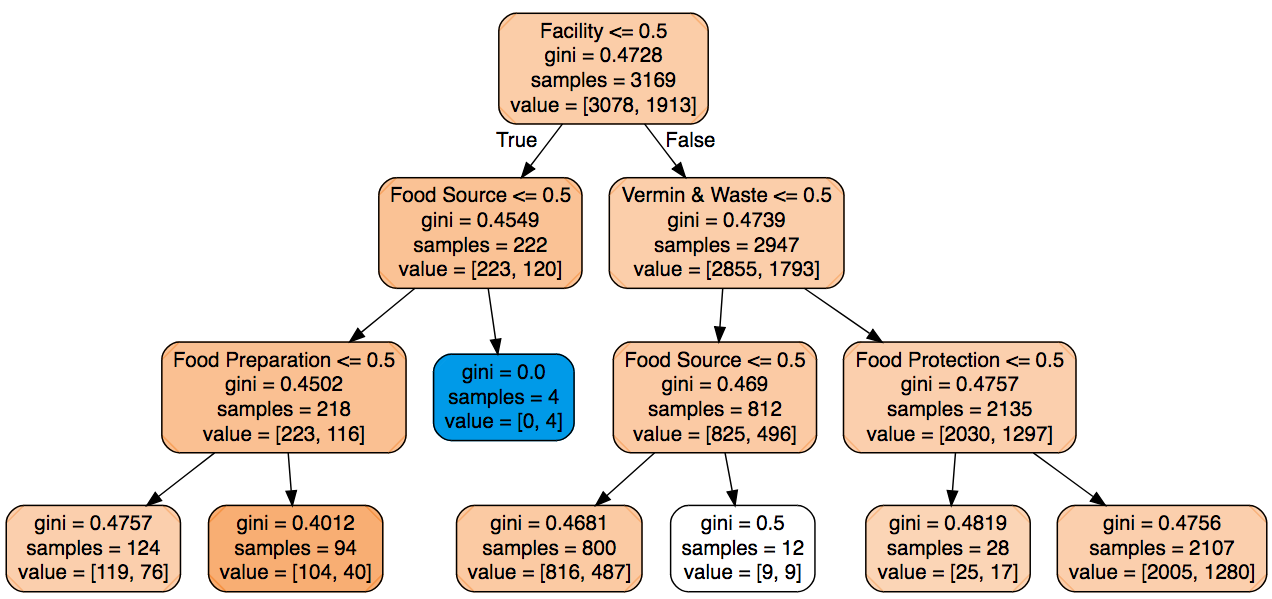 Facility <= 0.5
gini = 0.4728
samples = 3169
value = [3078, 1913]
True
False
Food Source <= 0.5
gini = 0.4549
samples = 222
value = [223, 120]
Vermin & Waste <= 0.5
gini = 0.4739
samples = 2947
value = [2855, 1793]
Food Preparation <= 0.5
gini = 0.4502
samples = 218
value = [223, 116]
gini = 0.0
samples = 4
value = [0, 4]
Food Source <= 0.5
gini = 0.469
samples = 812
value = [825, 496]
Food Protection <= 0.5
gini = 0.4757
samples = 2135
value = [2030, 1297]
gini = 0.4757
samples = 124
value = [119, 76]
gini = 0.4012
samples = 94
value = [104, 40]
gini = 0.4681
samples = 800
value = [816, 487]
gini = 0.5
samples = 12
value = [9, 9]
gini = 0.4819
samples = 28
value = [25, 17]
gini = 0.4756
samples = 2107
value = [2005, 1280]